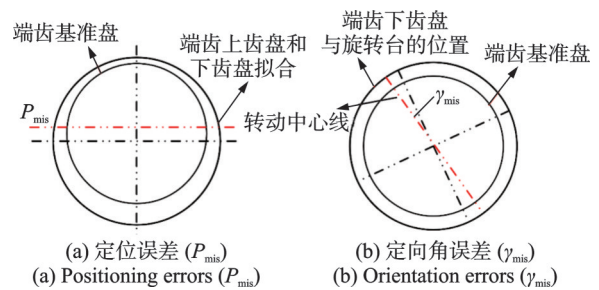 端齿基准盘
端齿上齿盘和
下齿盘拟合
P_mis
端齿下齿盘
与旋转台的位置
端齿基准盘
γ_mis
转动中心线
(a) 定位误差 (P_mis)
(a) Positioning errors (P_mis)
(b) 定向角误差 (γ_mis)
(b) Orientation errors (γ_mis)